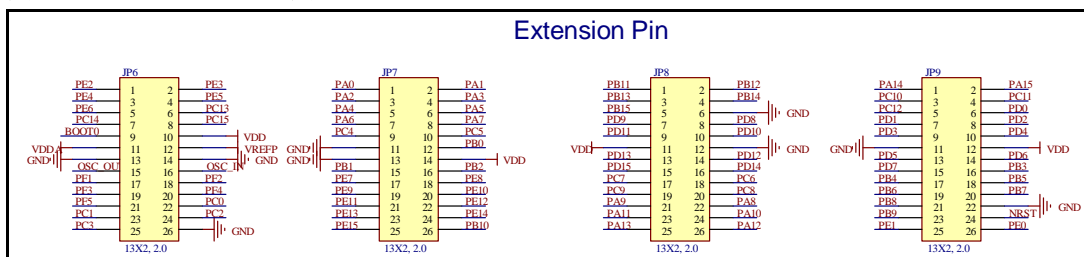 Extension Pin
JP6
PE2 1 2 PE3
PE4 3 4 PE5
PE6 5 6 PC13
PC14 7 8 PC15
BOOT0 9 10 VDD
VDDA 11 12 VREFP
GND 13 14 GND
OSC_OU 15 16 OSC_IN
PF1 17 18 PF2
PF3 19 20 PF4
PF5 21 22 PC0
PC1 23 24 PC2
PC3 25 26 GND
13X2, 2.0
JP7
PA0 1 2 PA1
PA2 3 4 PA3
PA4 5 6 PA5
PA6 7 8 PA7
PC4 9 10 PC5
GND 11 12 PB0
GND 13 14 VDD
PB1 15 16 PB2
PE7 17 18 PE8
PE9 19 20 PE10
PE11 21 22 PE12
PE13 23 24 PE14
PE15 25 26 PB10
13X2, 2.0
JP8
PB11 1 2 PB12
PB13 3 4 PB14
PB15 5 6 GND
PD9 7 8 PD8
PD11 9 10 PD10
VDD 11 12 GND
PD13 13 14 PD12
PD15 15 16 PD14
PC7 17 18 PC6
PC9 19 20 PC8
PA9 21 22 PA8
PA11 23 24 PA10
PA13 25 26 PA12
13X2, 2.0
JP9
PA14 1 2 PA15
PC10 3 4 PC11
PC12 5 6 PD0
PD1 7 8 PD2
PD3 9 10 PD4
GND 11 12 VDD
PD5 13 14 PD6
PD7 15 16 PB3
PB4 17 18 PB5
PB6 19 20 PB7
PB8 21 22 GND
PB9 23 24 NRST
PE1 25 26 PE0
13X2, 2.0